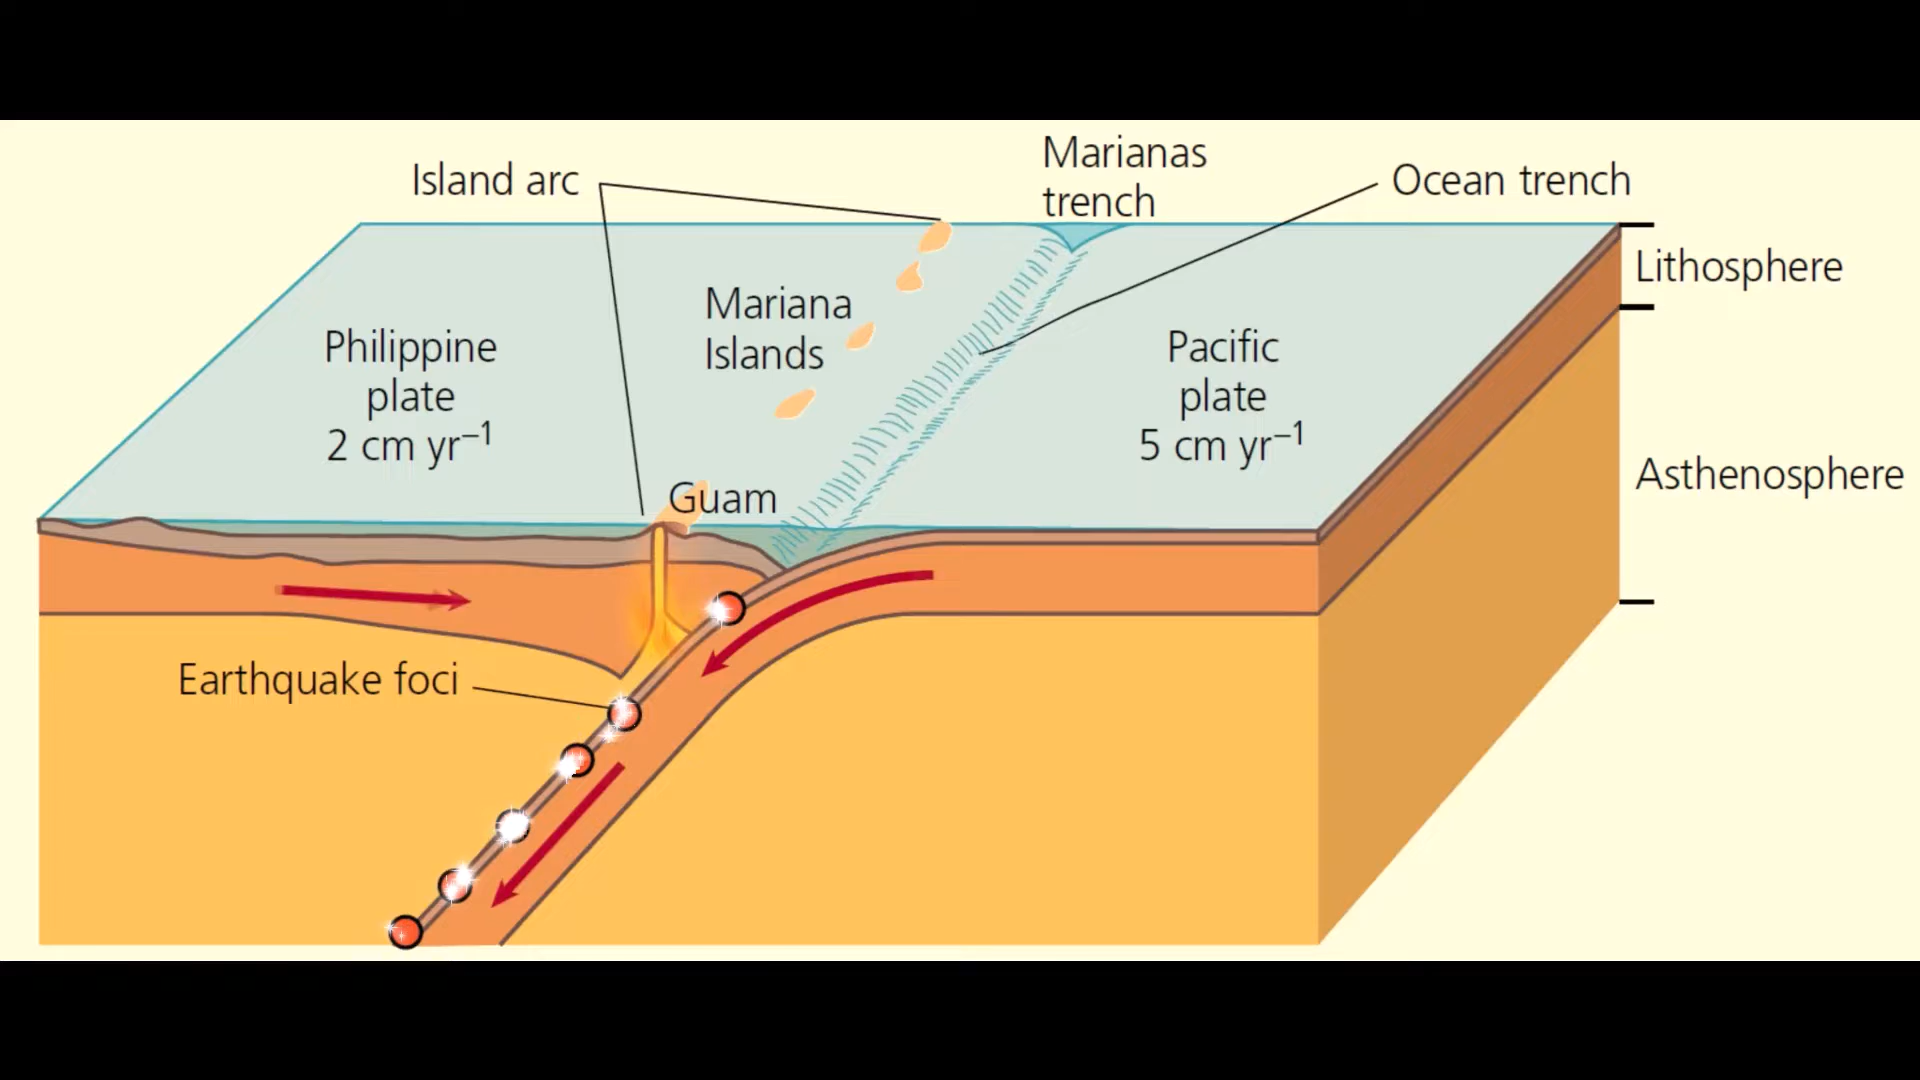 Island arc
Marianas
trench
Ocean trench
Lithosphere
Mariana
Islands
Philippine
plate
2 cm yr⁻¹
Pacific
plate
5 cm yr⁻¹
Asthenosphere
Guam
Earthquake foci